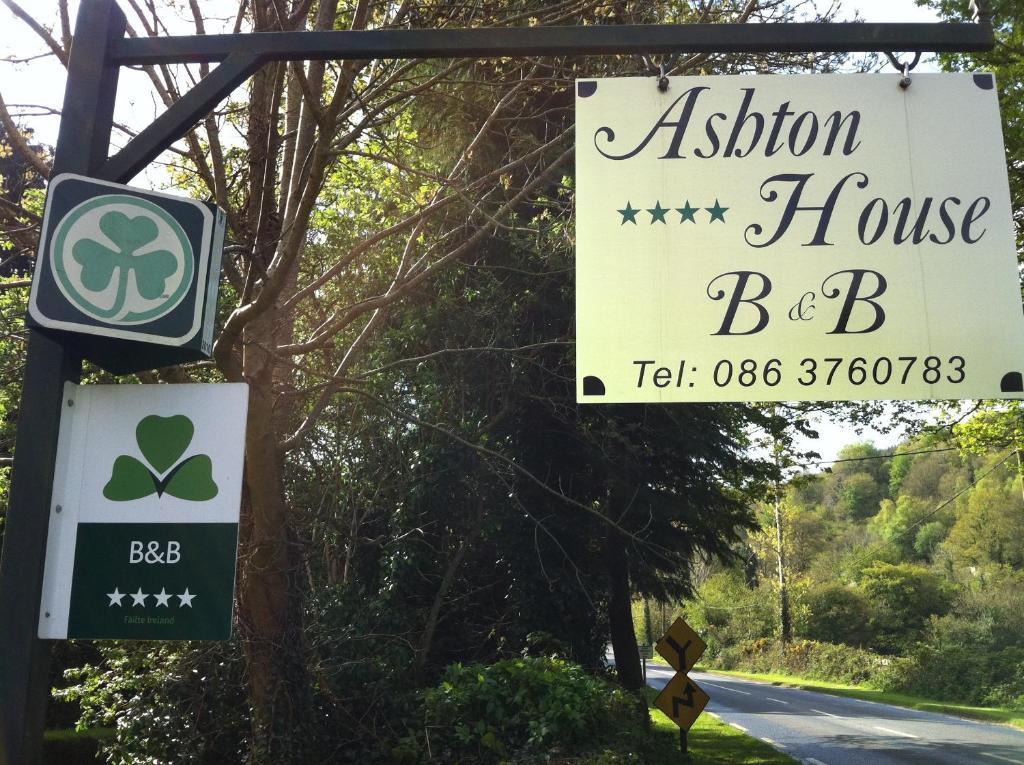 Ashton
House
B & B
Tel: 086 3760783
B&B
Fáilte Ireland